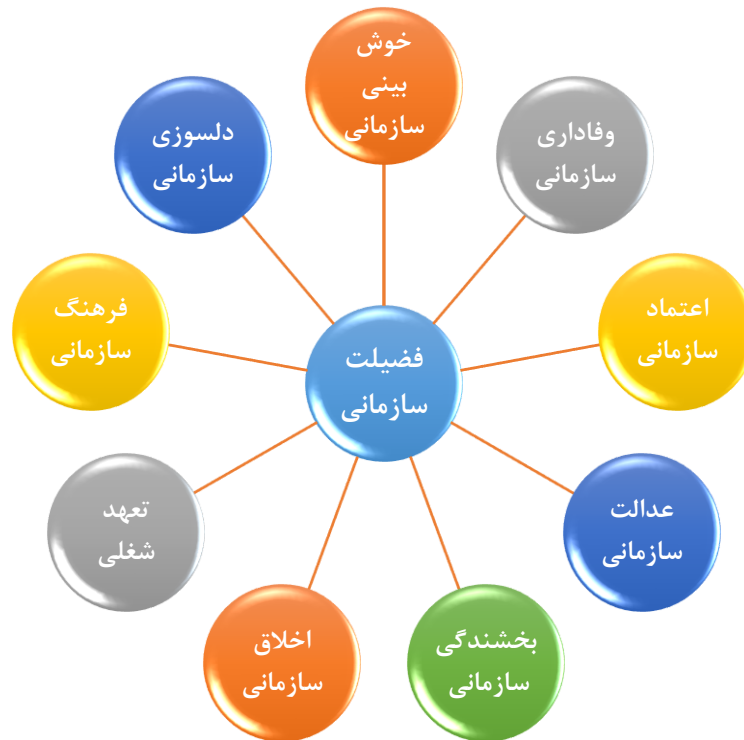 خوش
بینی
سازمانی
وفاداری
سازمانی
اعتماد
سازمانی
عدالت
سازمانی
بخشندگی
سازمانی
اخلاق
سازمانی
تعهد
شغلی
فرهنگ
سازمانی
دلسوزی
سازمانی
فضیلت
سازمانی